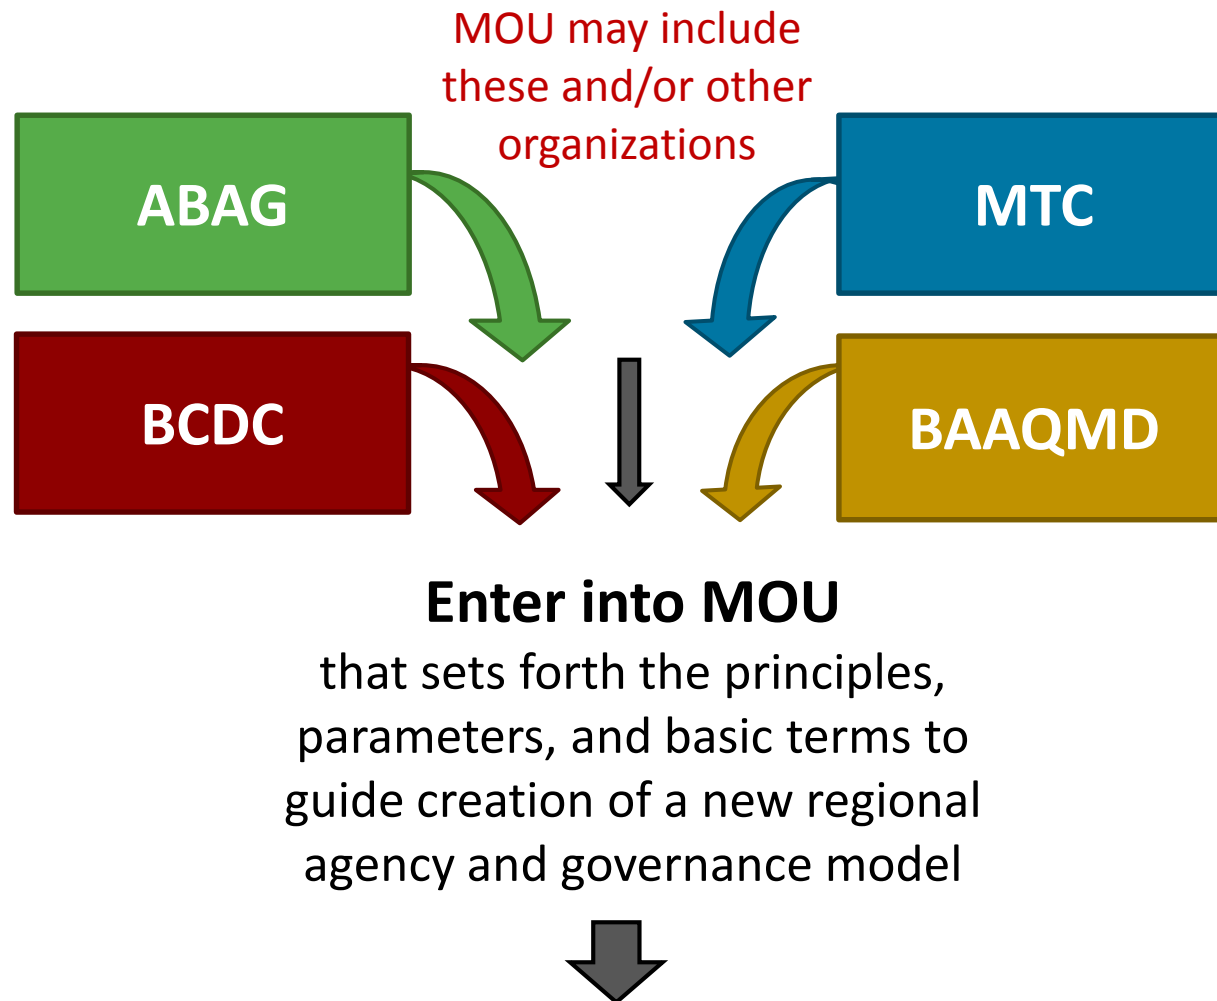 MOU may include
these and/or other
organizations
ABAG
MTC
BCDC
BAAQMD
Enter into MOU
that sets forth the principles,
parameters, and basic terms to
guide creation of a new regional
agency and governance model